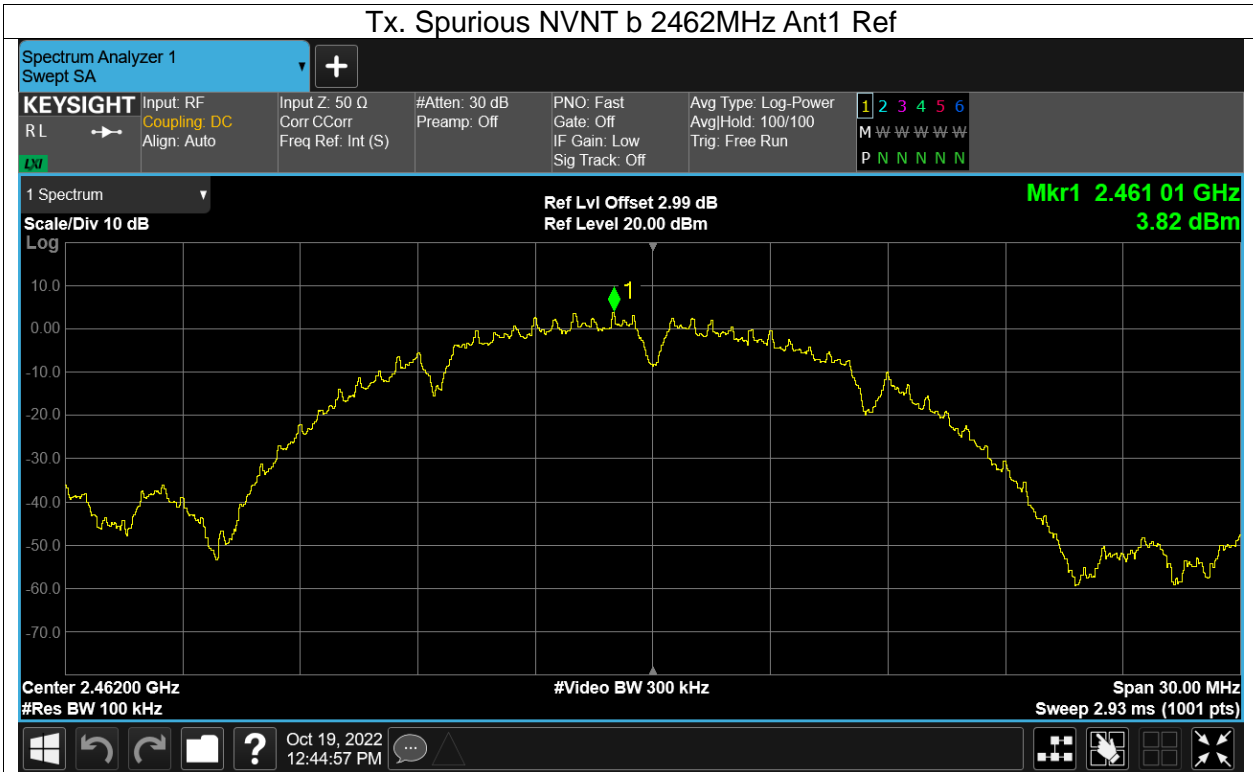 Tx. Spurious NVNT b 2462MHz Ant1 Ref
Spectrum Analyzer 1
Swept SA
KEYSIGHT
R L
LXI
Input: RF
Coupling: DC
Align: Auto
Input Z: 50 Ω
Corr CCorr
Freq Ref: Int (S)
#Atten: 30 dB
Preamp: Off
PNO: Fast
Gate: Off
IF Gain: Low
Sig Track: Off
Avg Type: Log-Power
Avg|Hold: 100/100
Trig: Free Run
1 2 3 4 5 6
M W W W W W
P N N N N N
1 Spectrum
Scale/Div 10 dB
Log
Ref Lvl Offset 2.99 dB
Ref Level 20.00 dBm
Mkr1 2.461 01 GHz
3.82 dBm
1
10.0
0.00
-10.0
-20.0
-30.0
-40.0
-50.0
-60.0
-70.0
Center 2.46200 GHz
#Res BW 100 kHz
#Video BW 300 kHz
Span 30.00 MHz
Sweep 2.93 ms (1001 pts)
?
Oct 19, 2022
12:44:57 PM